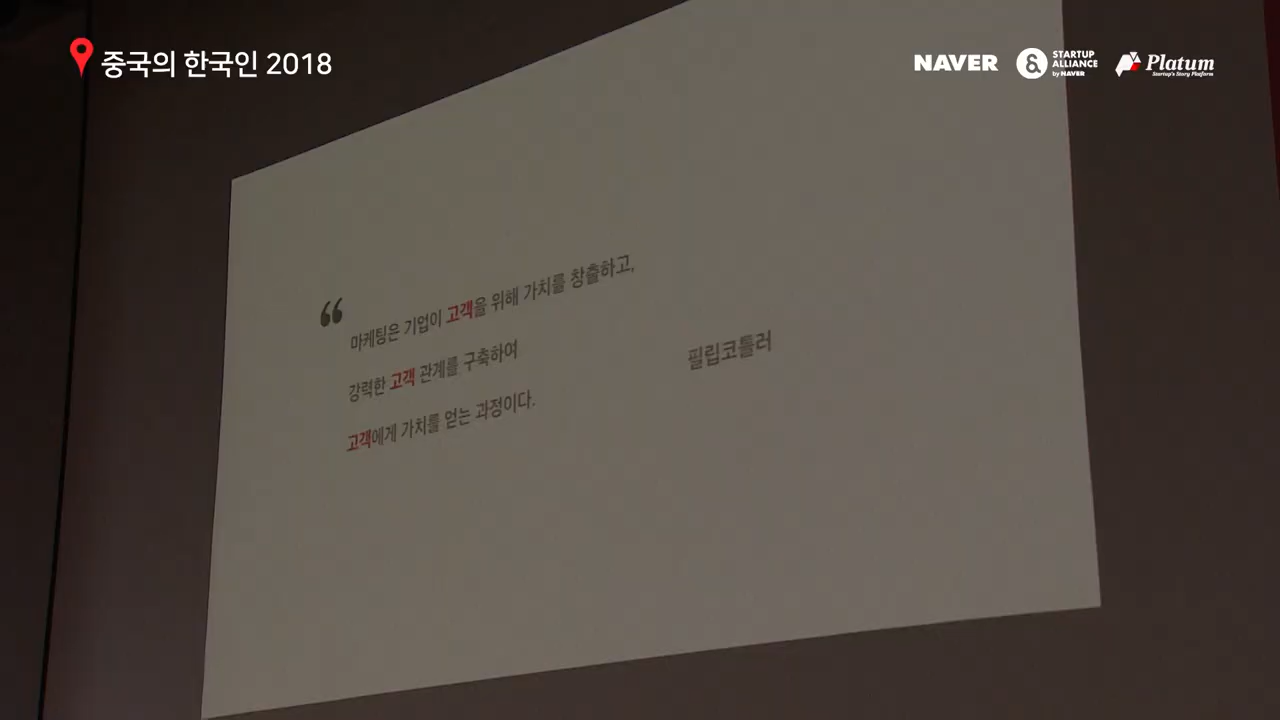 중국의 한국인 2018
NAVER
&
STARTUP
ALLIANCE
by NAVER
Platum
Startup's Story Platform
“
마케팅은 기업이 고객을 위해 가치를 창출하고,
강력한 고객 관계를 구축하여
고객에게 가치를 얻는 과정이다.
필립코틀러